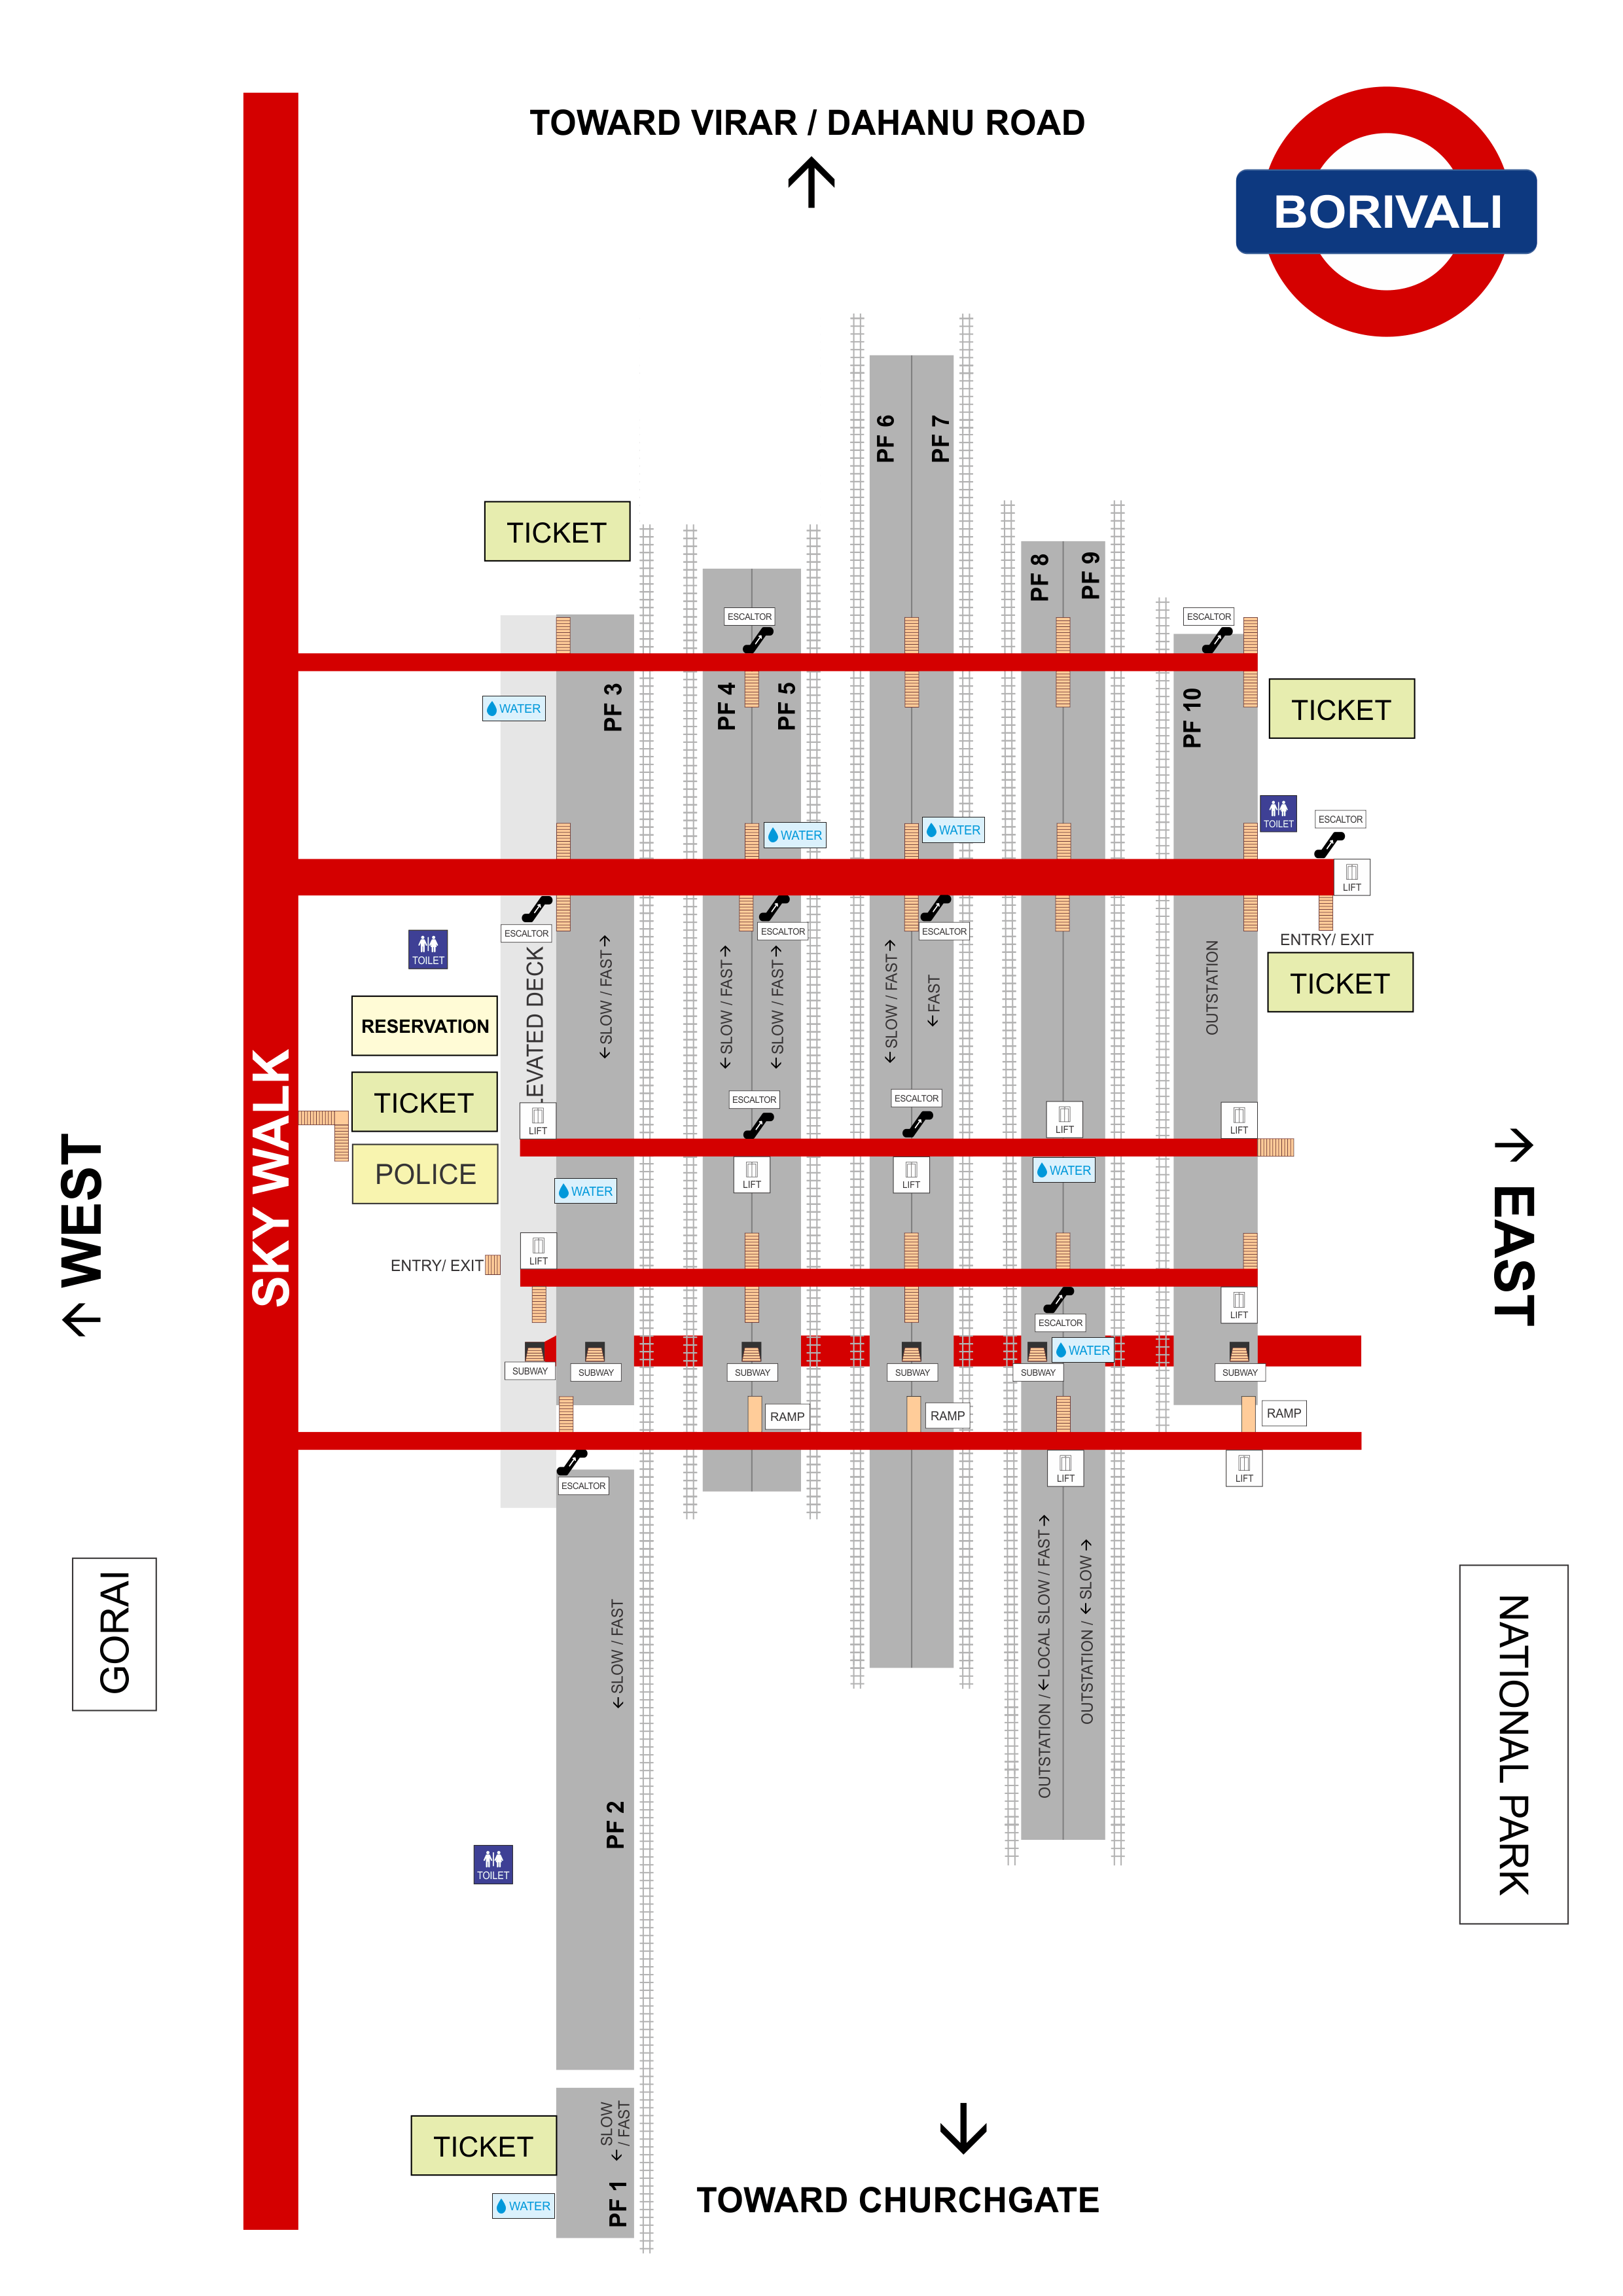 TOWARD VIRAR / DAHANU ROAD
↑
BORIVALI
PF 6
PF 7
TICKET
PF 8
PF 9
ESCALTOR
ESCALTOR
PF 3
PF 4
PF 5
PF 10
WATER
TICKET
TOILET
ESCALTOR
WATER
WATER
LIFT
ESCALTOR
ESCALTOR
ESCALTOR
ENTRY/ EXIT
TICKET
TOILET
EVATED DECK
← SLOW / FAST →
← SLOW / FAST →
← SLOW / FAST →
← SLOW / FAST →
← FAST
OUTSTATION
RESERVATION
TICKET
POLICE
SKY WALK
← WEST
← EAST
ESCALTOR
ESCALTOR
LIFT
LIFT
LIFT
LIFT
LIFT
WATER
WATER
ENTRY/ EXIT
LIFT
LIFT
ESCALTOR
WATER
SUBWAY
SUBWAY
SUBWAY
SUBWAY
SUBWAY
SUBWAY
RAMP
RAMP
RAMP
ESCALTOR
LIFT
LIFT
GORAI
NATIONAL PARK
← SLOW / FAST
OUTSTATION / ← LOCAL SLOW / FAST →
OUTSTATION / ← SLOW →
PF 2
TOILET
TICKET
← SLOW
/ FAST
PF 1
WATER
↓
TOWARD CHURCHGATE